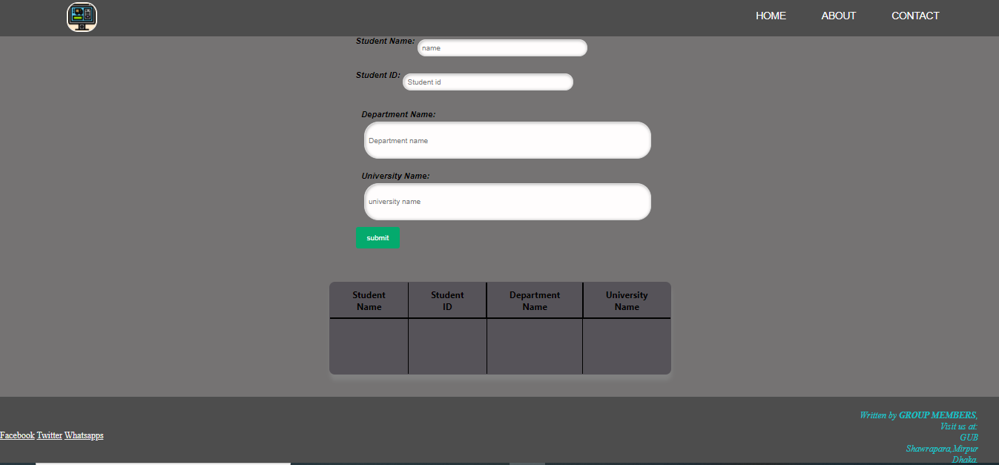 HOME ABOUT CONTACT
Student Name: name
Student ID: Student id
Department Name:
Department name
University Name:
university name
submit
Student Name
Student ID
Department Name
University Name
Written by GROUP MEMBERS,
Visit us at:
GUB
Shawrapara,Mirpur
Dhaka.
Facebook Twitter Whatsapps